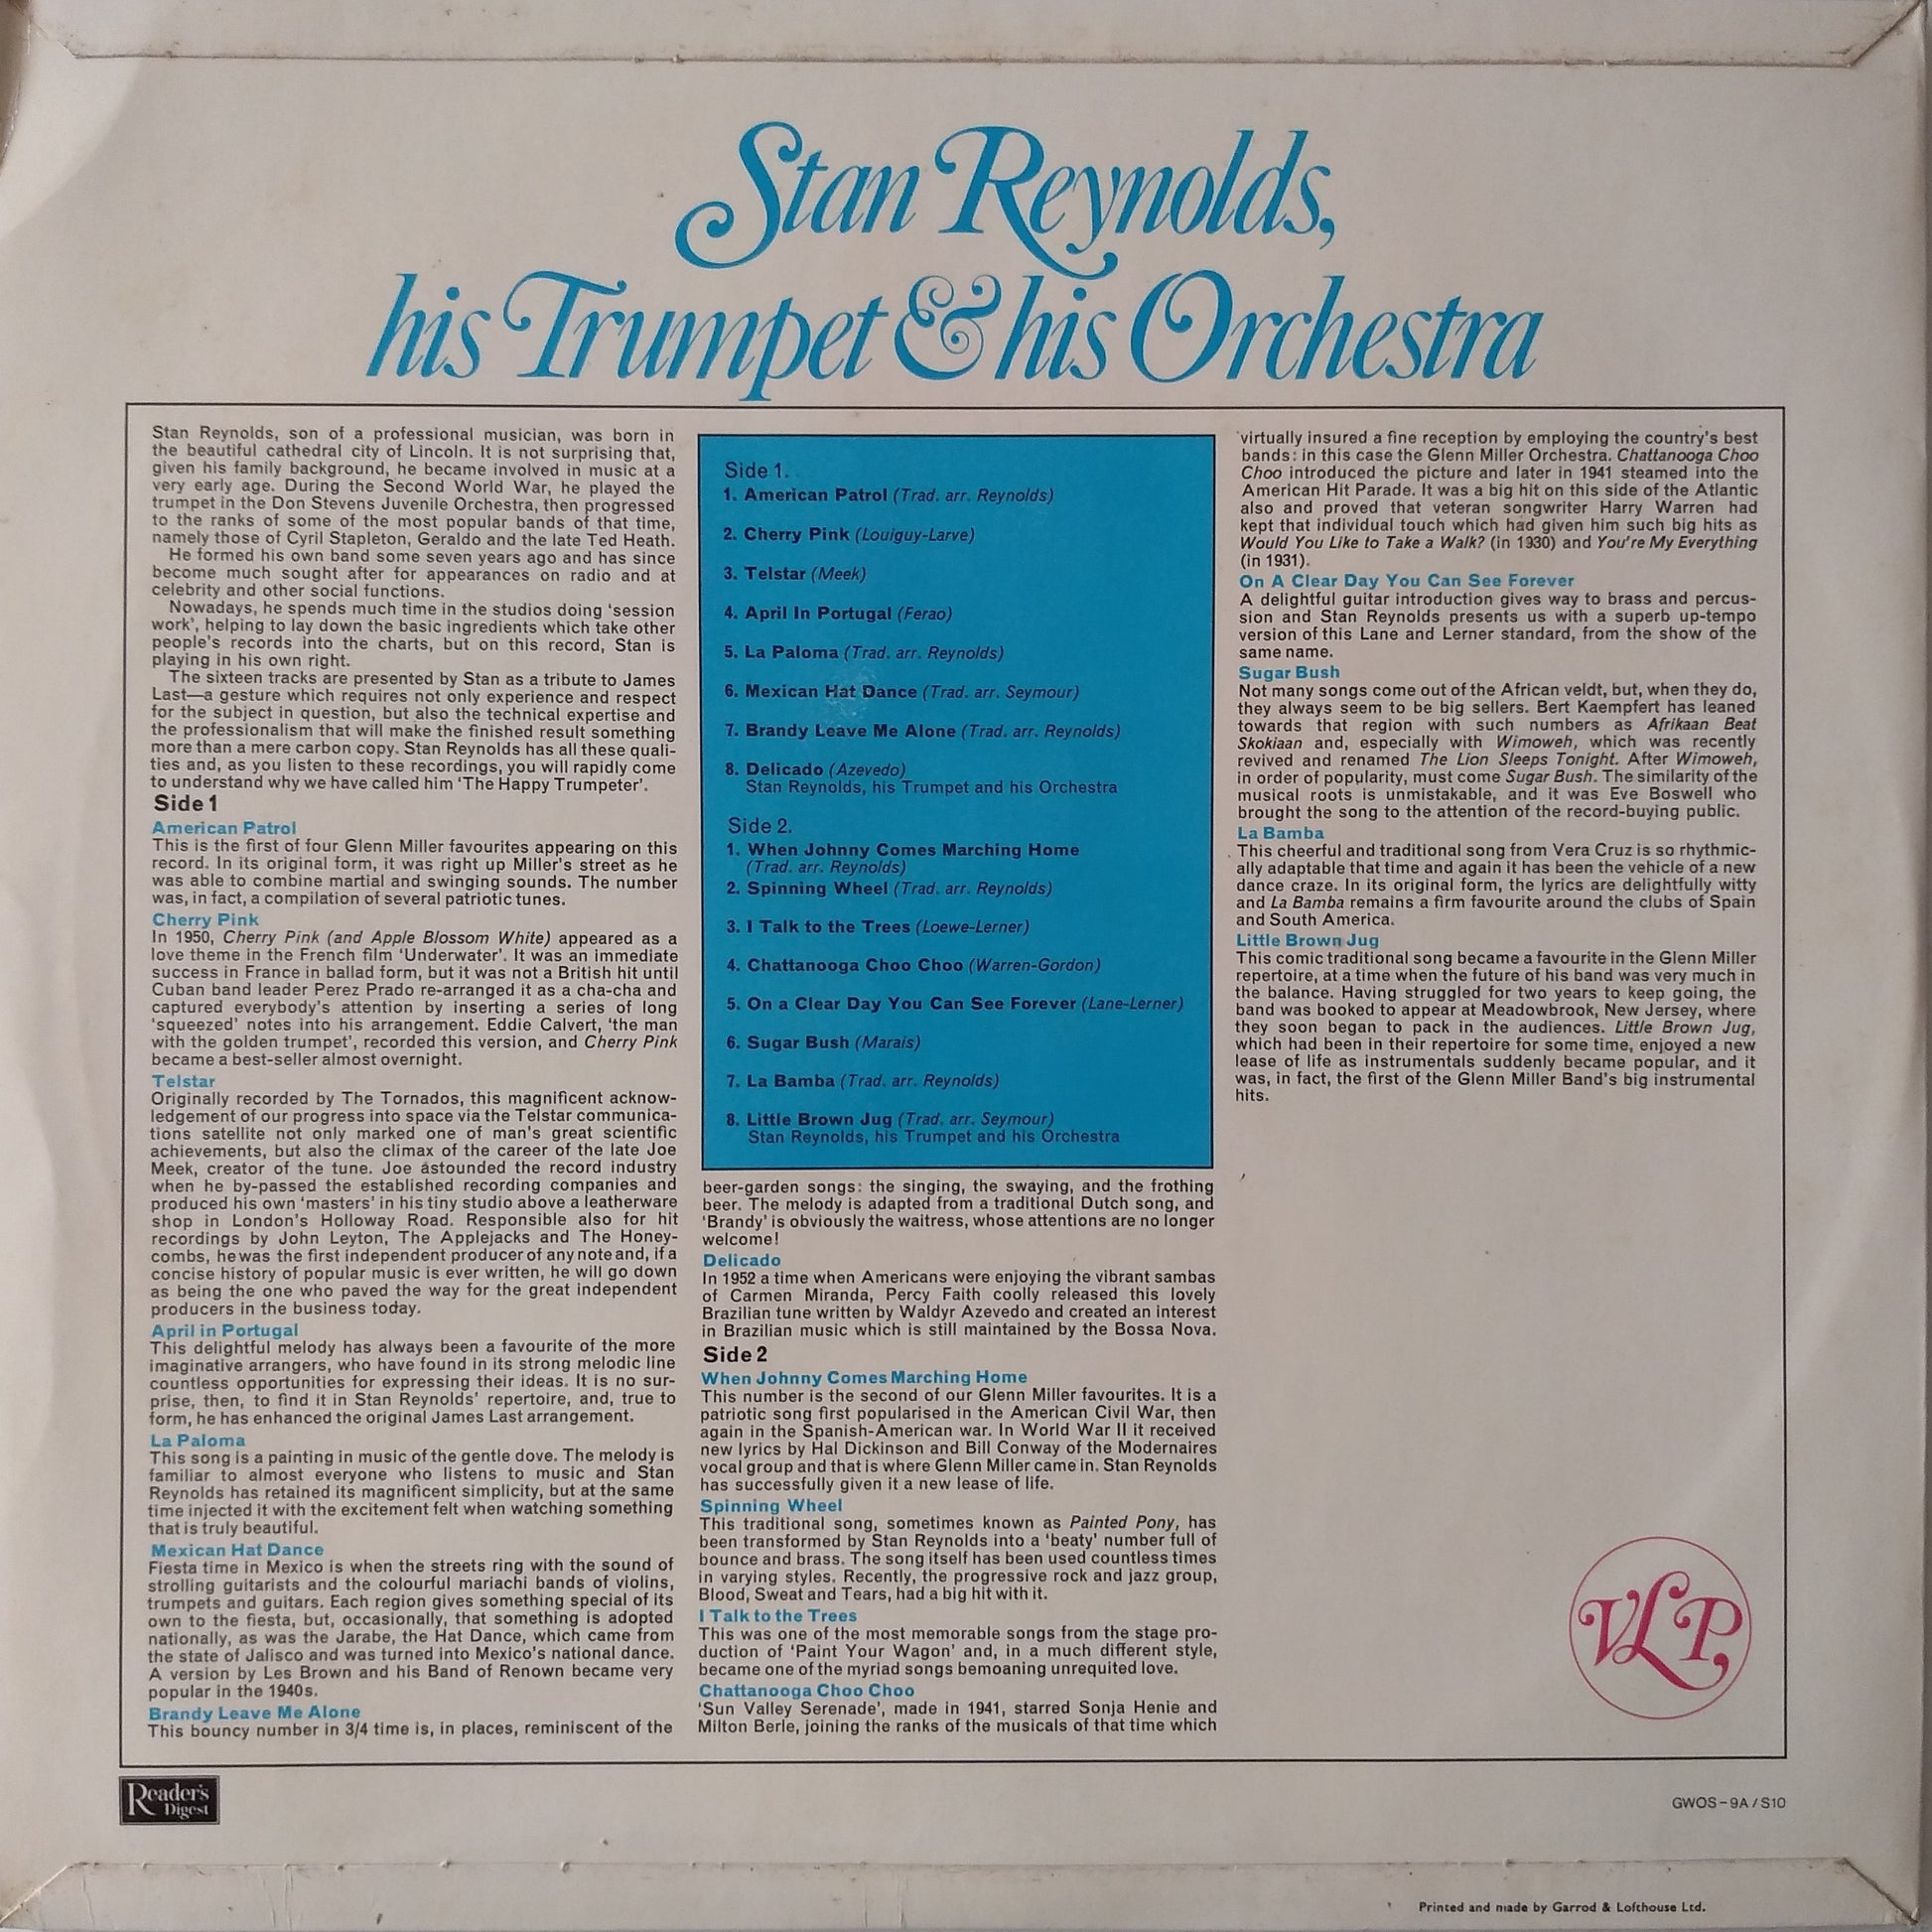 Stan Reynolds,
his Trumpet & his Orchestra
Stan Reynolds, son of a professional musician, was born in
the beautiful cathedral city of Lincoln. It is not surprising that,
given his family background, he became involved in music at a
very early age. During the Second World War, he played the
trumpet in the Don Stevens Juvenile Orchestra, then progressed
to the ranks of some of the most popular bands of that time,
namely those of Cyril Stapleton, Geraldo and the late Ted Heath.
He formed his own band some seven years ago and has since
become much sought after for appearances on radio and at
celebrity and other social functions.
Nowadays, he spends much time in the studios doing 'session
work', helping to lay down the basic ingredients which take other
people's records into the charts, but on this record, Stan is
playing in his own right.
The sixteen tracks are presented by Stan as a tribute to James
Last—a gesture which requires not only experience and respect
for the subject in question, but also the technical expertise and
the professionalism that will make the finished result something
more than a mere carbon copy. Stan Reynolds has all these quali-
ties and, as you listen to these recordings, you will rapidly come
to understand why we have called him 'The Happy Trumpeter'.
Side 1
American Patrol
This is the first of four Glenn Miller favourites appearing on this
record. In its original form, it was right up Miller's street as he
was able to combine martial and swinging sounds. The number
was, in fact, a compilation of several patriotic tunes.
Cherry Pink
In 1950, Cherry Pink (and Apple Blossom White) appeared as a
love theme in the French film 'Underwater'. It was an immediate
success in France in ballad form, but it was not a British hit until
Cuban band leader Perez Prado re-arranged it as a cha-cha and
captured everybody's attention by inserting a series of long
'squeezed' notes into his arrangement. Eddie Calvert, 'the man
with the golden trumpet', recorded this version, and Cherry Pink
became a best-seller almost overnight.
Telstar
Originally recorded by The Tornados, this magnificent acknow-
ledgement of our progress into space via the Telstar communica-
tions satellite not only marked one of man's great scientific
achievements, but also the climax of the career of the late Joe
Meek, creator of the tune. Joe astounded the record industry
when he by-passed the established recording companies and
produced his own 'masters' in his tiny studio above a leatherware
shop in London's Holloway Road. Responsible also for hit
recordings by John Leyton, The Applejacks and The Honey-
combs, he was the first independent producer of any note and, if a
concise history of popular music is ever written, he will go down
as being the one who paved the way for the great independent
producers in the business today.
April in Portugal
This delightful melody has always been a favourite of the more
imaginative arrangers, who have found in its strong melodic line
countless opportunities for expressing their ideas. It is no sur-
prise, then, to find it in Stan Reynolds' repertoire, and, true to
form, he has enhanced the original James Last arrangement.
La Paloma
This song is a painting in music of the gentle dove. The melody is
familiar to almost everyone who listens to music and Stan
Reynolds has retained its magnificent simplicity, but at the same
time injected it with the excitement felt when watching something
that is truly beautiful.
Mexican Hat Dance
Fiesta time in Mexico is when the streets ring with the sound of
strolling guitarists and the colourful mariachi bands of violins,
trumpets and guitars. Each region gives something special of its
own to the fiesta, but, occasionally, that something is adopted
nationally, as was the Jarabe, the Hat Dance, which came from
the state of Jalisco and was turned into Mexico's national dance.
A version by Les Brown and his Band of Renown became very
popular in the 1940s.
Brandy Leave Me Alone
This bouncy number in 3/4 time is, in places, reminiscent of the
Side 1.
1. American Patrol (Trad. arr. Reynolds)
2. Cherry Pink (Louiguy-Larve)
3. Telstar (Meek)
4. April In Portugal (Ferao)
5. La Paloma (Trad. arr. Reynolds)
6. Mexican Hat Dance (Trad. arr. Seymour)
7. Brandy Leave Me Alone (Trad. arr. Reynolds)
8. Delicado (Azevedo)
Stan Reynolds, his Trumpet and his Orchestra
Side 2.
1. When Johnny Comes Marching Home
(Trad. arr. Reynolds)
2. Spinning Wheel (Trad. arr. Reynolds)
3. I Talk to the Trees (Loewe-Lerner)
4. Chattanooga Choo Choo (Warren-Gordon)
5. On a Clear Day You Can See Forever (Lane-Lerner)
6. Sugar Bush (Marais)
7. La Bamba (Trad. arr. Reynolds)
8. Little Brown Jug (Trad. arr. Seymour)
Stan Reynolds, his Trumpet and his Orchestra
beer-garden songs: the singing, the swaying, and the frothing
beer. The melody is adapted from a traditional Dutch song, and
'Brandy' is obviously the waitress, whose attentions are no longer
welcome!
Delicado
In 1952 a time when Americans were enjoying the vibrant sambas
of Carmen Miranda, Percy Faith coolly released this lovely
Brazilian tune written by Waldyr Azevedo and created an interest
in Brazilian music which is still maintained by the Bossa Nova.
Side 2
When Johnny Comes Marching Home
This number is the second of our Glenn Miller favourites. It is a
patriotic song first popularised in the American Civil War, then
again in the Spanish-American war. In World War II it received
new lyrics by Hal Dickinson and Bill Conway of the Modernaires
vocal group and that is where Glenn Miller came in. Stan Reynolds
has successfully given it a new lease of life.
Spinning Wheel
This traditional song, sometimes known as Painted Pony, has
been transformed by Stan Reynolds into a 'beaty' number full of
bounce and brass. The song itself has been used countless times
in varying styles. Recently, the progressive rock and jazz group,
Blood, Sweat and Tears, had a big hit with it.
I Talk to the Trees
This was one of the most memorable songs from the stage pro-
duction of 'Paint Your Wagon' and, in a much different style,
became one of the myriad songs bemoaning unrequited love.
Chattanooga Choo Choo
'Sun Valley Serenade', made in 1941, starred Sonja Henie and
Milton Berle, joining the ranks of the musicals of that time which
virtually insured a fine reception by employing the country's best
bands: in this case the Glenn Miller Orchestra. Chattanooga Choo
Choo introduced the picture and later in 1941 steamed into the
American Hit Parade. It was a big hit on this side of the Atlantic
also and proved that veteran songwriter Harry Warren had
kept that individual touch which had given him such big hits as
Would You Like to Take a Walk? (in 1930) and You're My Everything
(in 1931).
On A Clear Day You Can See Forever
A delightful guitar introduction gives way to brass and percus-
sion and Stan Reynolds presents us with a superb up-tempo
version of this Lane and Lerner standard, from the show of the
same name.
Sugar Bush
Not many songs come out of the African veldt, but, when they do,
they always seem to be big sellers. Bert Kaempfert has leaned
towards that region with such numbers as Afrikaan Beat
Skokiaan and, especially with Wimoweh, which was recently
revived and renamed The Lion Sleeps Tonight. After Wimoweh,
in order of popularity, must come Sugar Bush. The similarity of the
musical roots is unmistakable, and it was Eve Boswell who
brought the song to the attention of the record-buying public.
La Bamba
This cheerful and traditional song from Vera Cruz is so rhythmic-
ally adaptable that time and again it has been the vehicle of a new
dance craze. In its original form, the lyrics are delightfully witty
and La Bamba remains a firm favourite around the clubs of Spain
and South America.
Little Brown Jug
This comic traditional song became a favourite in the Glenn Miller
repertoire, at a time when the future of his band was very much in
the balance. Having struggled for two years to keep going, the
band was booked to appear at Meadowbrook, New Jersey, where
they soon began to pack in the audiences. Little Brown Jug,
which had been in their repertoire for some time, enjoyed a new
lease of life as instrumentals suddenly became popular, and it
was, in fact, the first of the Glenn Miller Band's big instrumental
hits.
VLP
Reader's
Digest
GWOS-9A/S10
Printed and made by Garrod & Lofthouse Ltd.